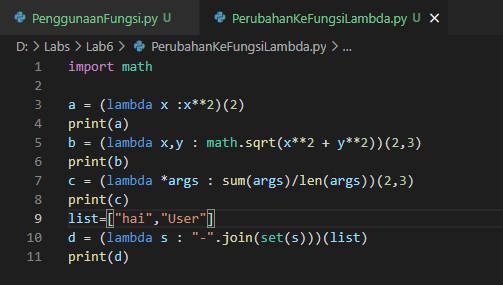 PenggunaanFungsi.py U PerubahanKeFungsiLambda.py U
D: > Labs > Lab6 > PerubahanKeFungsiLambda.py > ...
1 import math
2
3 a = (lambda x :x**2)(2)
4 print(a)
5 b = (lambda x,y : math.sqrt(x**2 + y**2))(2,3)
6 print(b)
7 c = (lambda *args : sum(args)/len(args))(2,3)
8 print(c)
9 list=["hai","User"]
10 d = (lambda s : "-".join(set(s)))(list)
11 print(d)